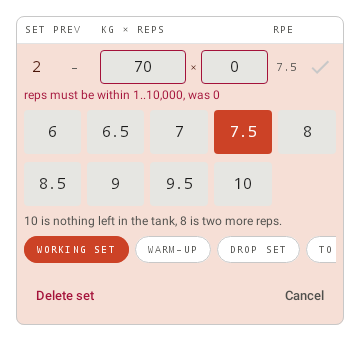 SET PREV KG × REPS RPE
2 – 70 × 0 7.5
reps must be within 1..10,000, was 0
6 6.5 7 7.5 8
8.5 9 9.5 10
10 is nothing left in the tank, 8 is two more reps.
WORKING SET WARM-UP DROP SET TO
Delete set Cancel